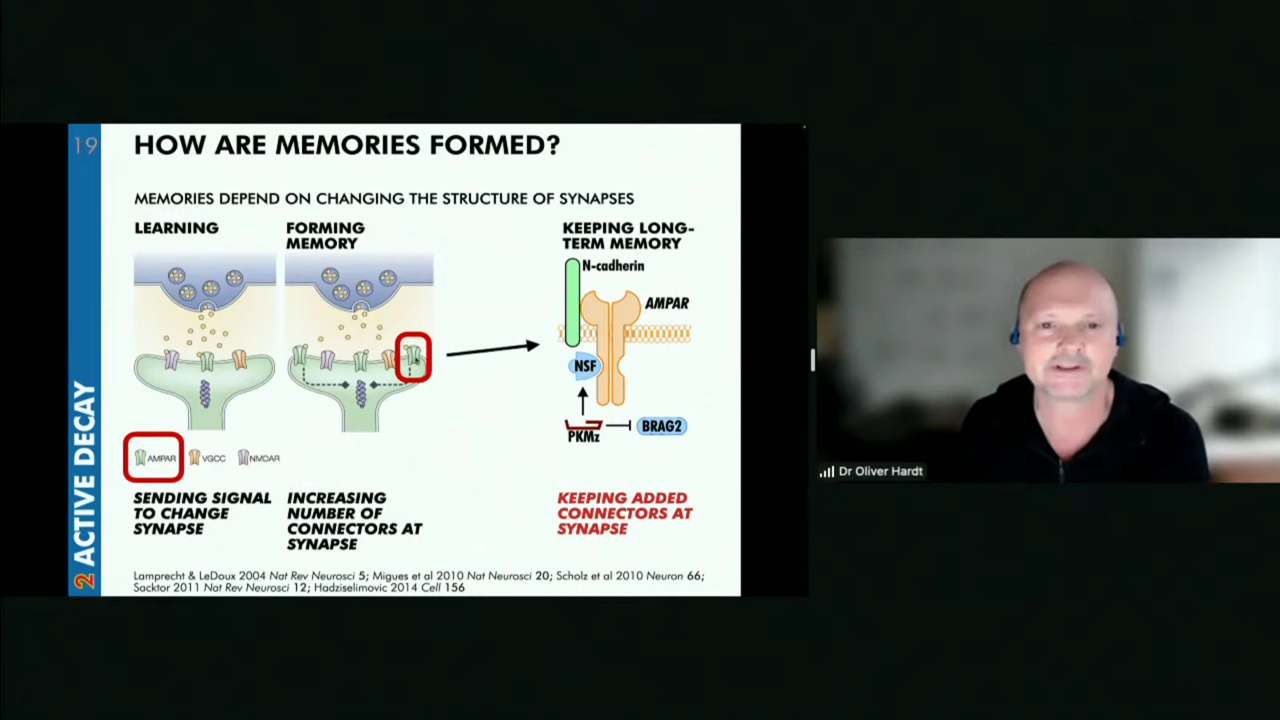 19
HOW ARE MEMORIES FORMED?
MEMORIES DEPEND ON CHANGING THE STRUCTURE OF SYNAPSES
LEARNING
FORMING
MEMORY
KEEPING LONG-
TERM MEMORY
N-cadherin
AMPAR
NSF
PKMz
BRAG2
AMPAR
VGCC
NMDAR
SENDING SIGNAL
TO CHANGE
SYNAPSE
INCREASING
NUMBER OF
CONNECTORS AT
SYNAPSE
KEEPING ADDED
CONNECTORS AT
SYNAPSE
Lamprecht & LeDoux 2004 Nat Rev Neurosci 5; Migues et al 2010 Nat Neurosci 20; Scholz et al 2010 Neuron 66;
Sacktor 2011 Nat Rev Neurosci 12; Hadziselimovic 2014 Cell 156
2 ACTIVE DECAY
Dr Oliver Hardt